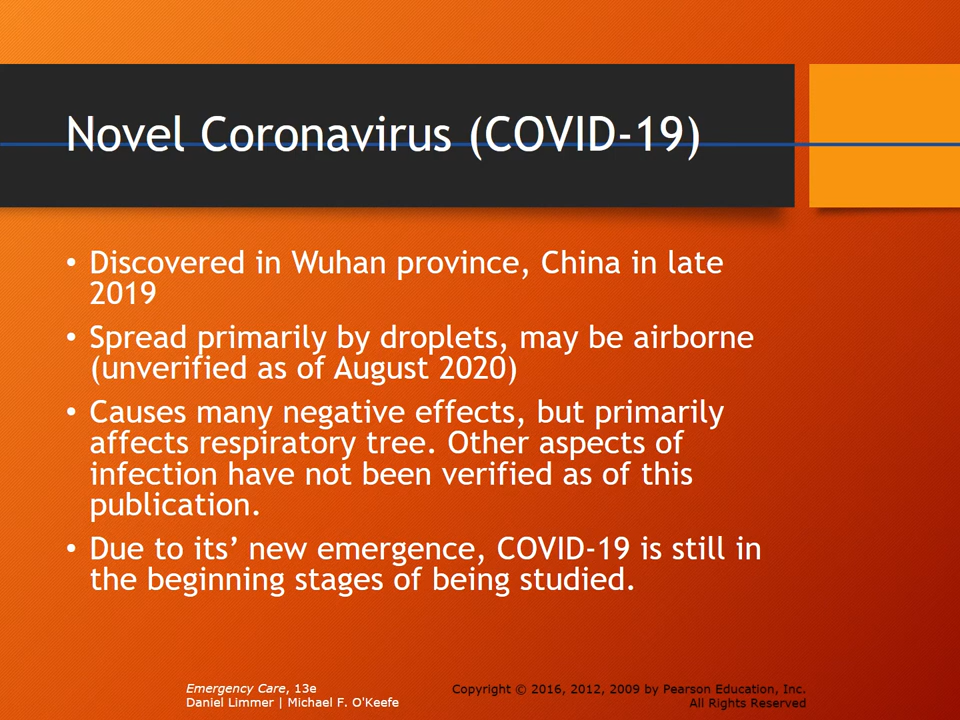 Novel Coronavirus (COVID-19)
• Discovered in Wuhan province, China in late
2019
• Spread primarily by droplets, may be airborne
(unverified as of August 2020)
• Causes many negative effects, but primarily
affects respiratory tree. Other aspects of
infection have not been verified as of this
publication.
• Due to its’ new emergence, COVID-19 is still in
the beginning stages of being studied.
Emergency Care, 13e
Daniel Limmer | Michael F. O'Keefe
Copyright © 2016, 2012, 2009 by Pearson Education, Inc.
All Rights Reserved